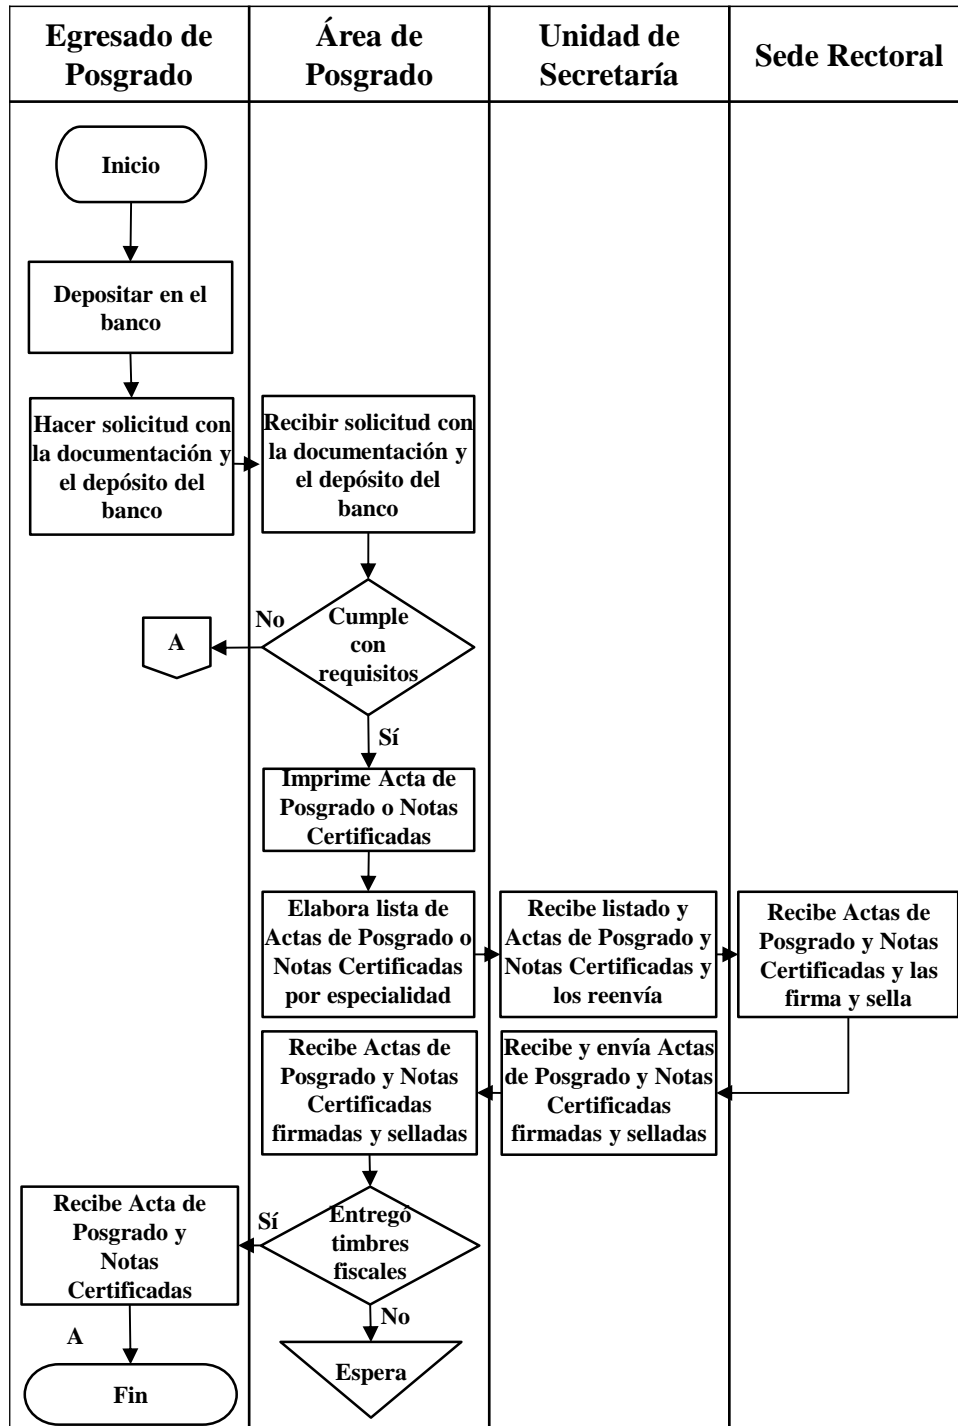 Egresado de
Posgrado
Área de
Posgrado
Unidad de
Secretaría
Sede Rectoral
Inicio
Depositar en el
banco
Hacer solicitud con
la documentación y
el depósito del
banco
Recibir solicitud con
la documentación y
el depósito del
banco
Cumple
con
requisitos
No
A
Sí
Imprime Acta de
Posgrado o Notas
Certificadas
Elabora lista de
Actas de Posgrado o
Notas Certificadas
por especialidad
Recibe listado y
Actas de Posgrado y
Notas Certificadas y
los reenvía
Recibe Actas de
Posgrado y Notas
Certificadas y las
firma y sella
Recibe y envía Actas
de Posgrado y Notas
Certificadas
firmadas y selladas
Recibe Actas de
Posgrado y Notas
Certificadas
firmadas y selladas
Entregó
timbres
fiscales
Sí
Recibe Acta de
Posgrado y
Notas
Certificadas
No
Espera
A
Fin